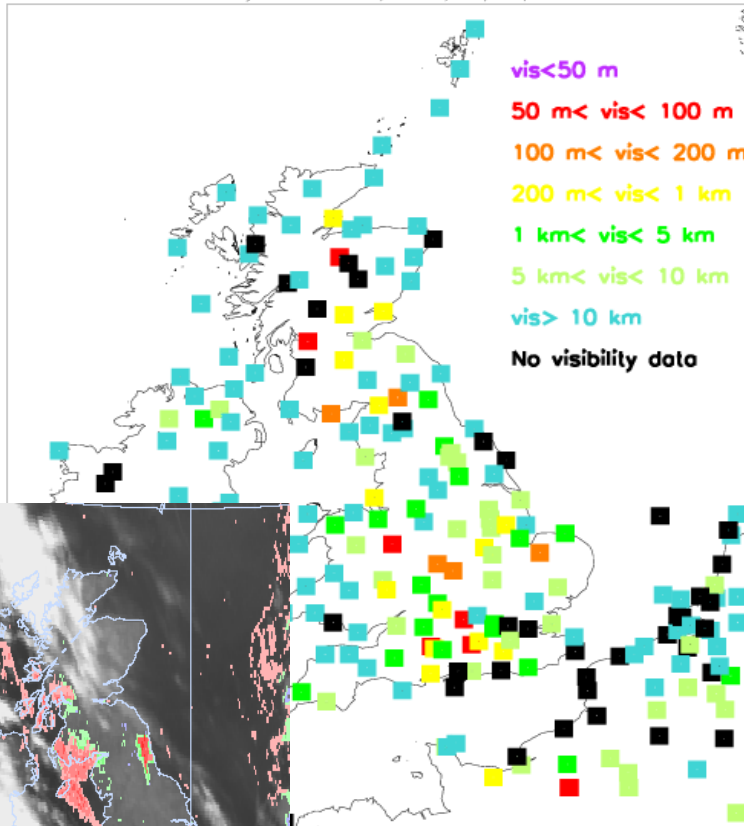 vis<50 m
50 m< vis< 100 m
100 m< vis< 200 m
200 m< vis< 1 km
1 km< vis< 5 km
5 km< vis< 10 km
vis> 10 km
No visibility data